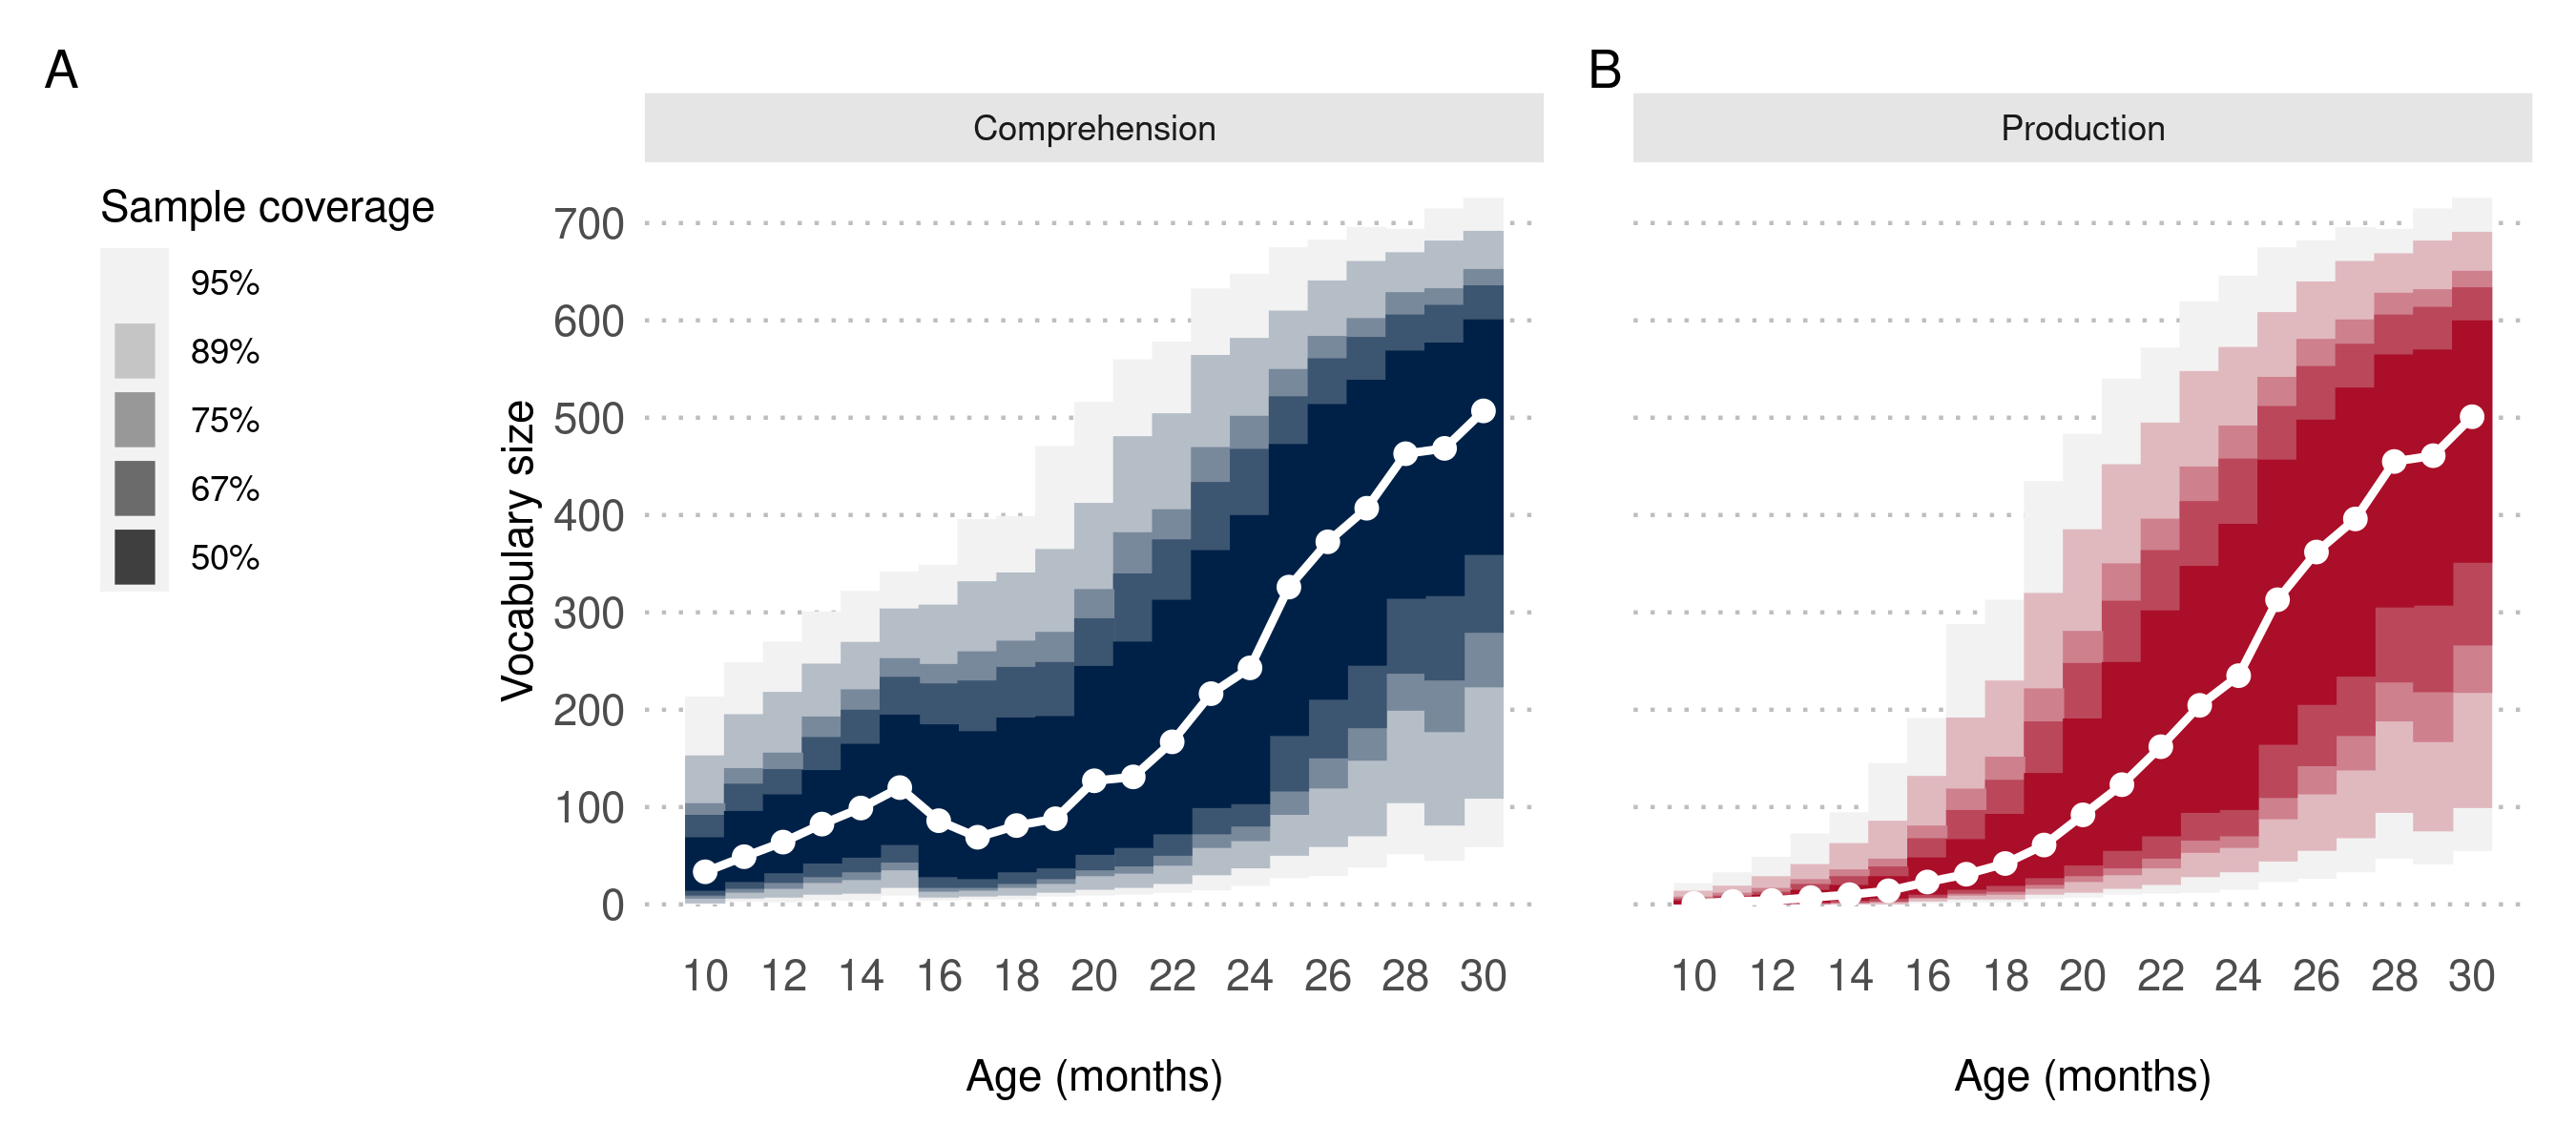 A
B
Comprehension
Production
Sample coverage
95%
89%
75%
67%
50%
Vocabulary size
700
600
500
400
300
200
100
0
10 12 14 16 18 20 22 24 26 28 30
10 12 14 16 18 20 22 24 26 28 30
Age (months)
Age (months)